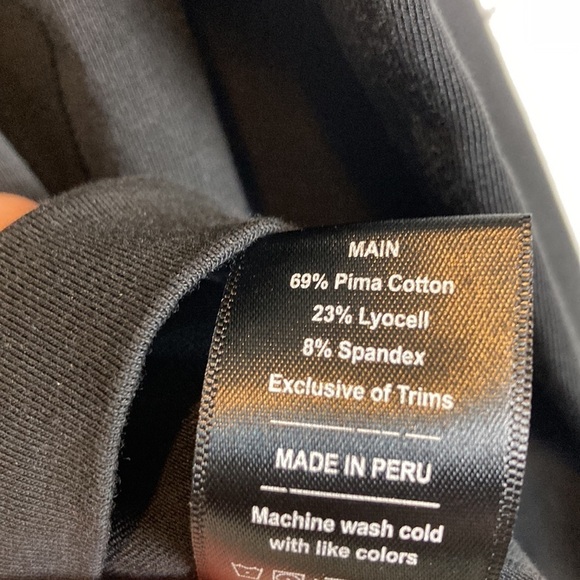 MAIN
69% Pima Cotton
23% Lyocell
8% Spandex
Exclusive of Trims
MADE IN PERU
Machine wash cold
with like colors